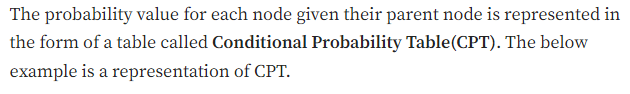 The probability value for each node given their parent node is represented in
the form of a table called Conditional Probability Table(CPT). The below
example is a representation of CPT.